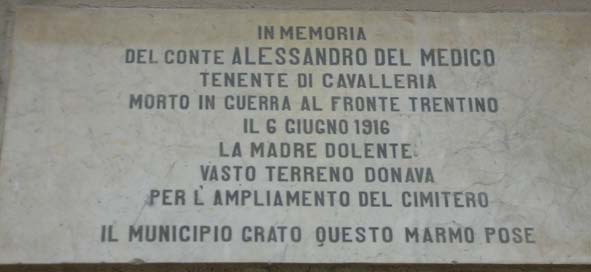 IN MEMORIA
DEL CONTE ALESSANDRO DEL MEDICO
TENENTE DI CAVALLERIA
MORTO IN GUERRA AL FRONTE TRENTINO
IL 6 GIUGNO 1916
LA MADRE DOLENTE
VASTO TERRENO DONAVA
PER L'AMPLIAMENTO DEL CIMITERO
IL MUNICIPIO GRATO QUESTO MARMO POSE